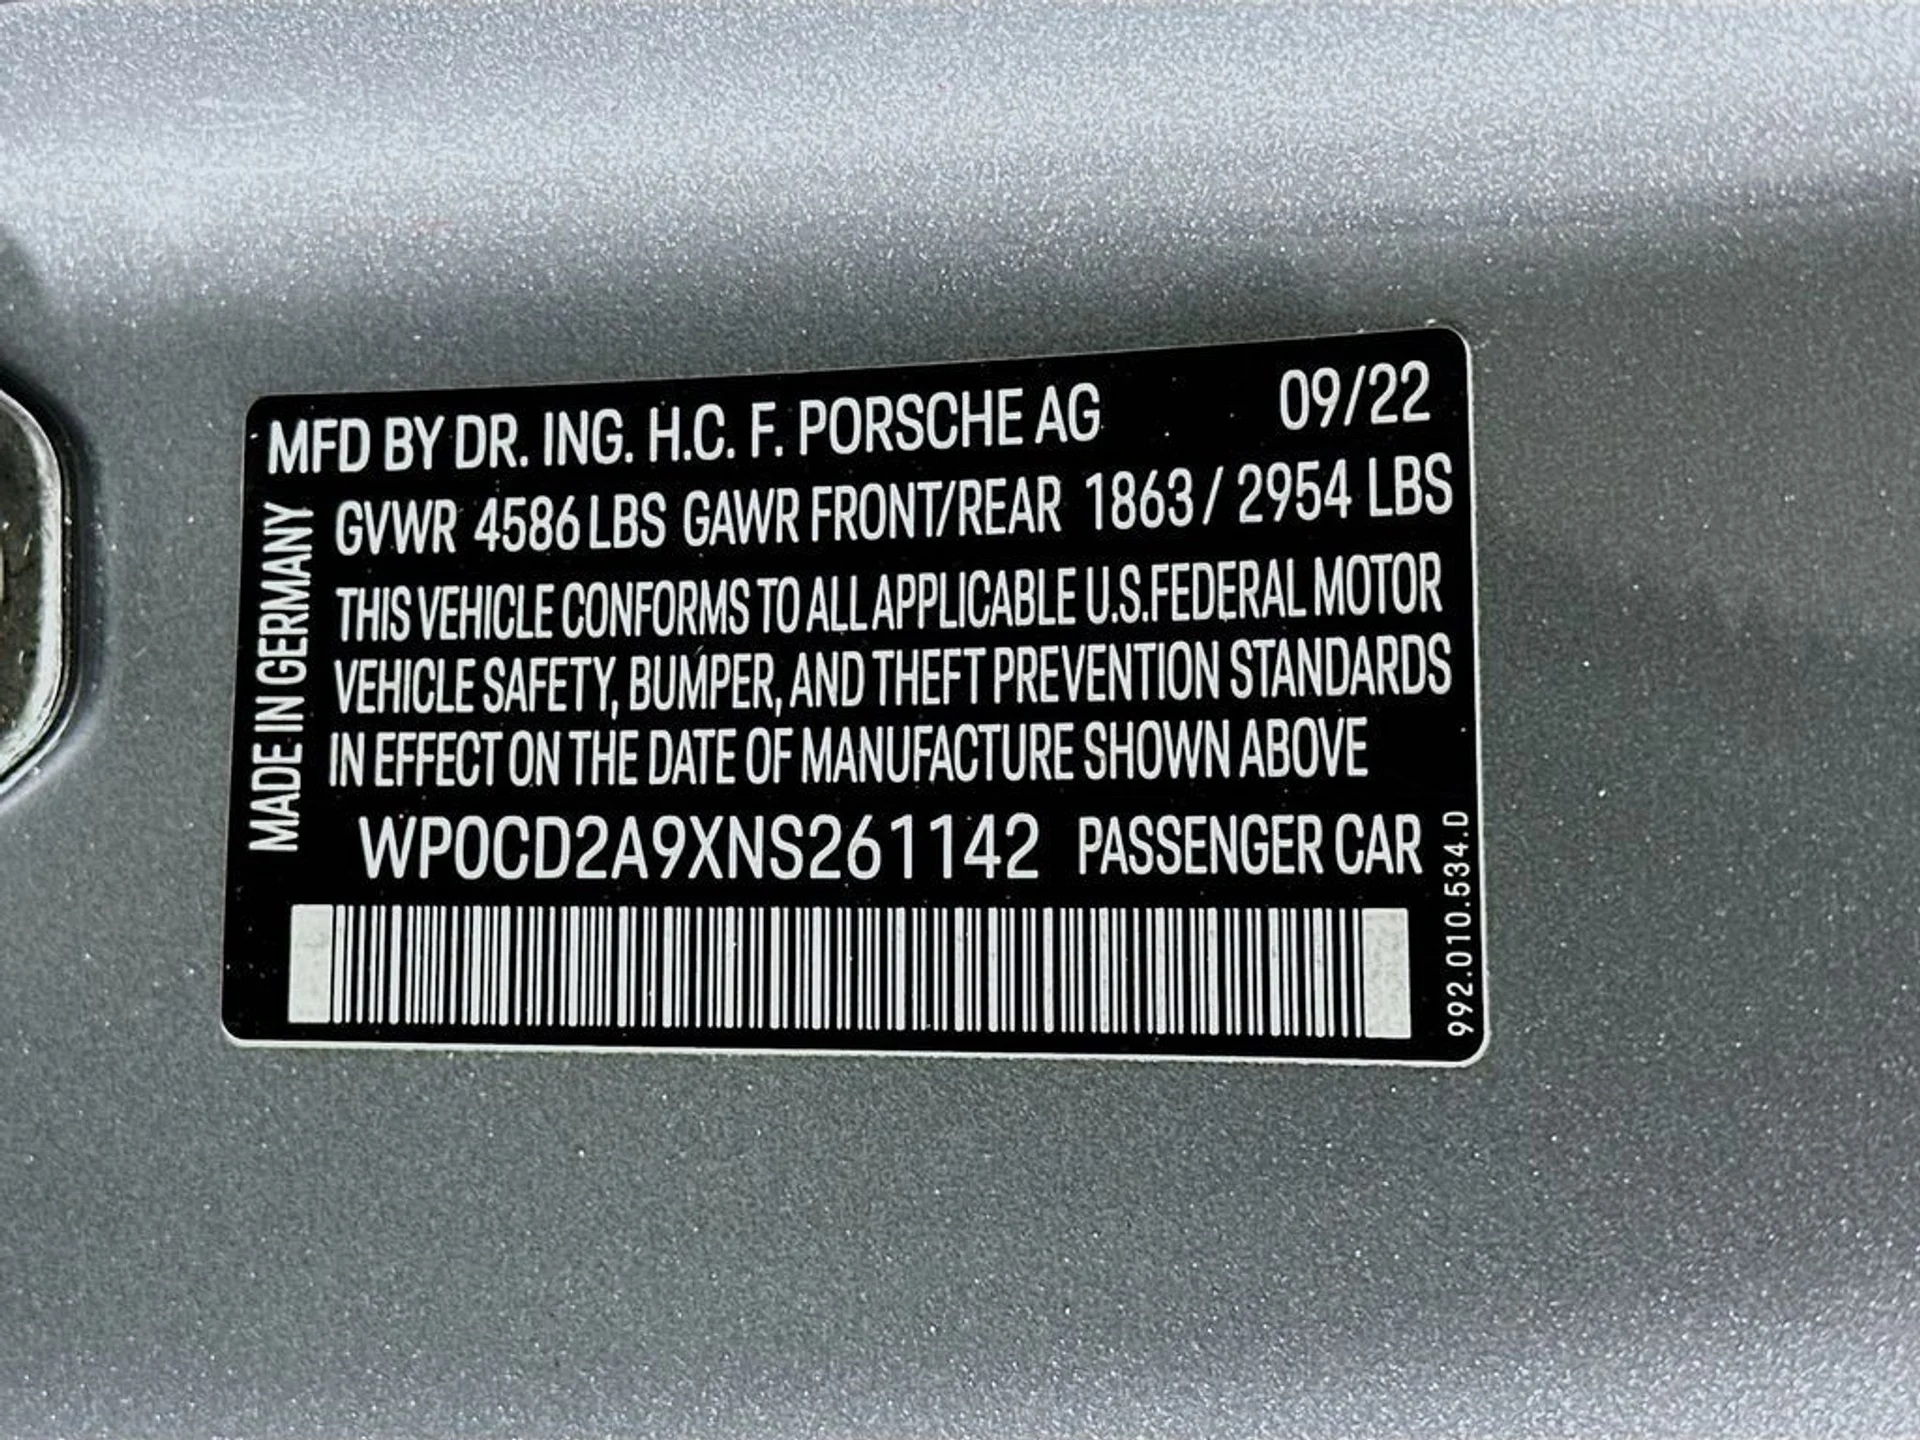 MFD BY DR. ING. H.C. F. PORSCHE AG 09/22
GVWR 4586 LBS GAWR FRONT/REAR 1863 / 2954 LBS
THIS VEHICLE CONFORMS TO ALL APPLICABLE U.S.FEDERAL MOTOR
VEHICLE SAFETY, BUMPER, AND THEFT PREVENTION STANDARDS
IN EFFECT ON THE DATE OF MANUFACTURE SHOWN ABOVE
WP0CD2A9XNS261142 PASSENGER CAR
MADE IN GERMANY
992.010.534.D